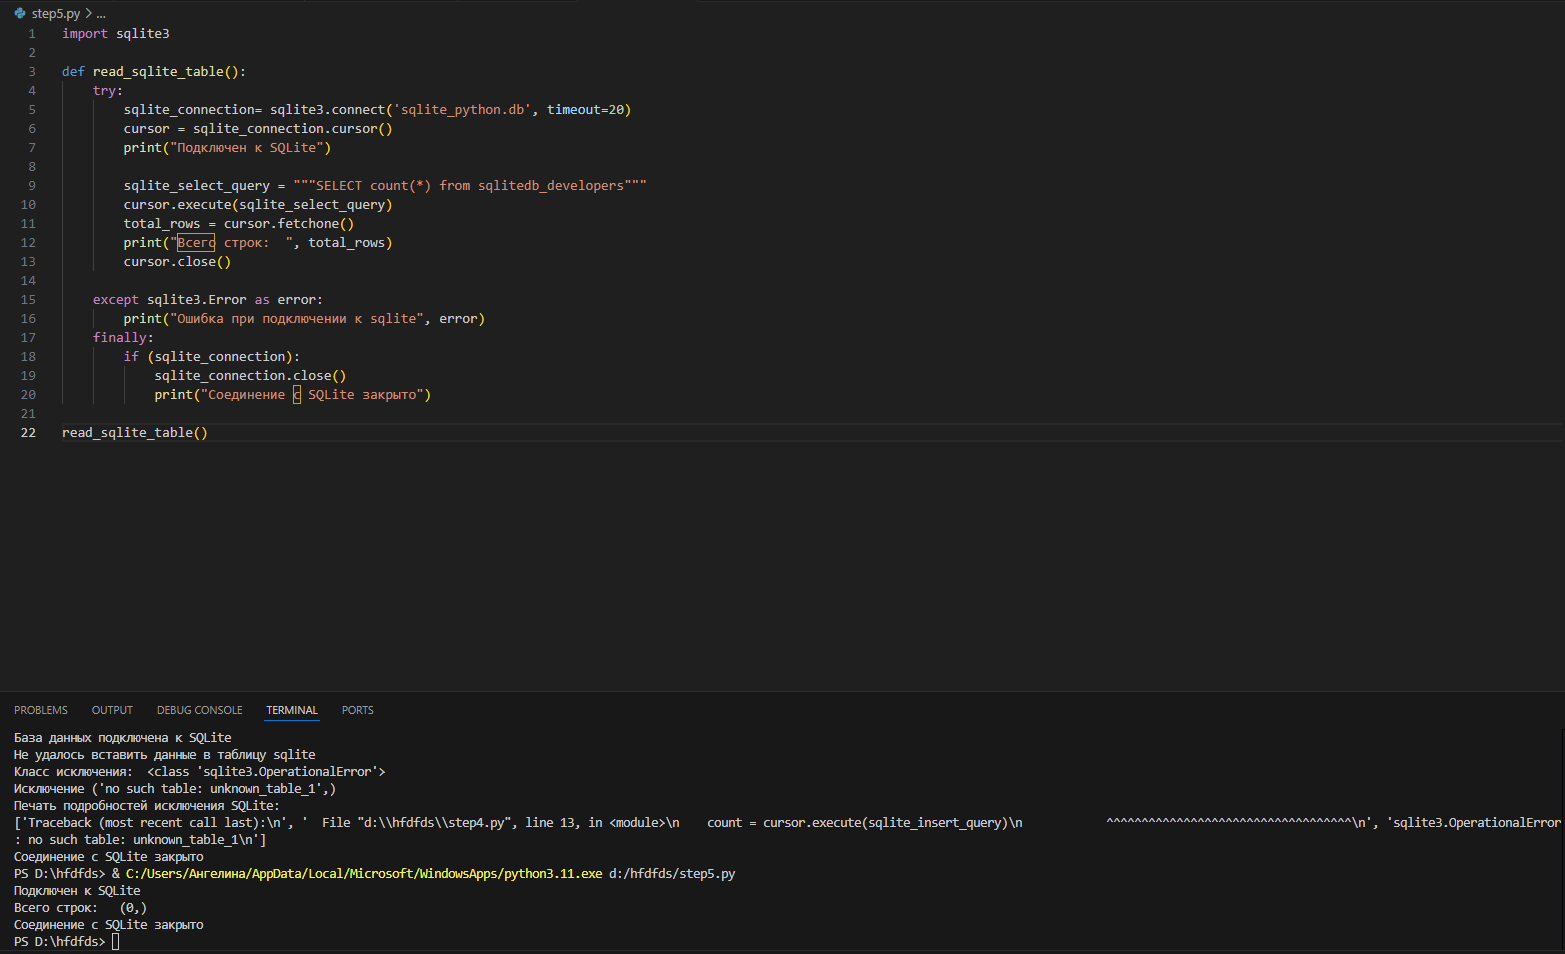 step5.py > ...
1 import sqlite3
2
3 def read_sqlite_table():
4     try:
5         sqlite_connection= sqlite3.connect('sqlite_python.db', timeout=20)
6         cursor = sqlite_connection.cursor()
7         print("Подключен к SQLite")
8
9         sqlite_select_query = """SELECT count(*) from sqlitedb_developers"""
10         cursor.execute(sqlite_select_query)
11         total_rows = cursor.fetchone()
12         print("Всего строк:  ", total_rows)
13         cursor.close()
14
15     except sqlite3.Error as error:
16         print("Ошибка при подключении к sqlite", error)
17     finally:
18         if (sqlite_connection):
19             sqlite_connection.close()
20             print("Соединение с SQLite закрыто")
21
22 read_sqlite_table()
PROBLEMS OUTPUT DEBUG CONSOLE TERMINAL PORTS
База данных подключена к SQLite
Не удалось вставить данные в таблицу sqlite
Класс исключения:  <class 'sqlite3.OperationalError'>
Исключение ('no such table: unknown_table_1',)
Печать подробностей исключения SQLite:
['Traceback (most recent call last):\n', '  File "d:\\hfdfds\\step4.py", line 13, in <module>\n    count = cursor.execute(sqlite_insert_query)\n            ^^^^^^^^^^^^^^^^^^^^^^^^^^^^^^^^^^^\n', 'sqlite3.OperationalError
: no such table: unknown_table_1\n']
Соединение с SQLite закрыто
PS D:\hfdfds> & C:/Users/Ангелина/AppData/Local/Microsoft/WindowsApps/python3.11.exe d:/hfdfds/step5.py
Подключен к SQLite
Всего строк:   (0,)
Соединение с SQLite закрыто
PS D:\hfdfds>